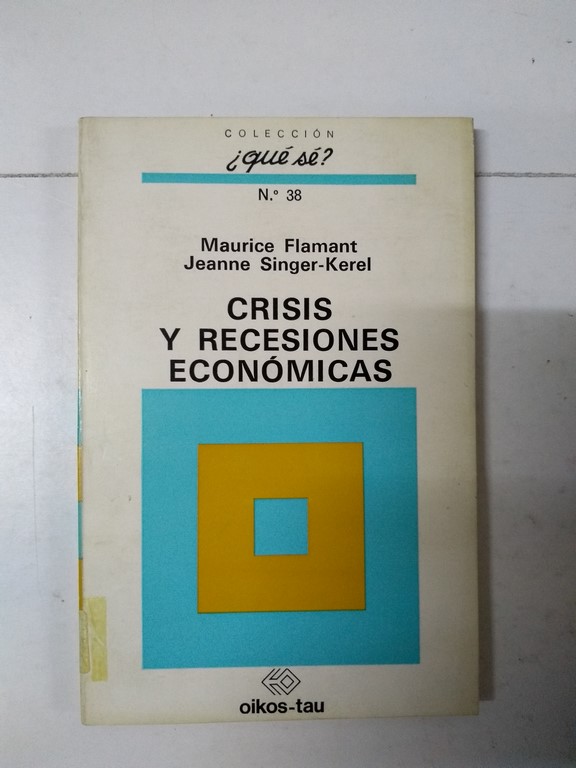 COLECCIÓN
¿qué sé?
N.º 38
Maurice Flamant
Jeanne Singer-Kerel
CRISIS
Y RECESIONES
ECONÓMICAS
oikos-tau